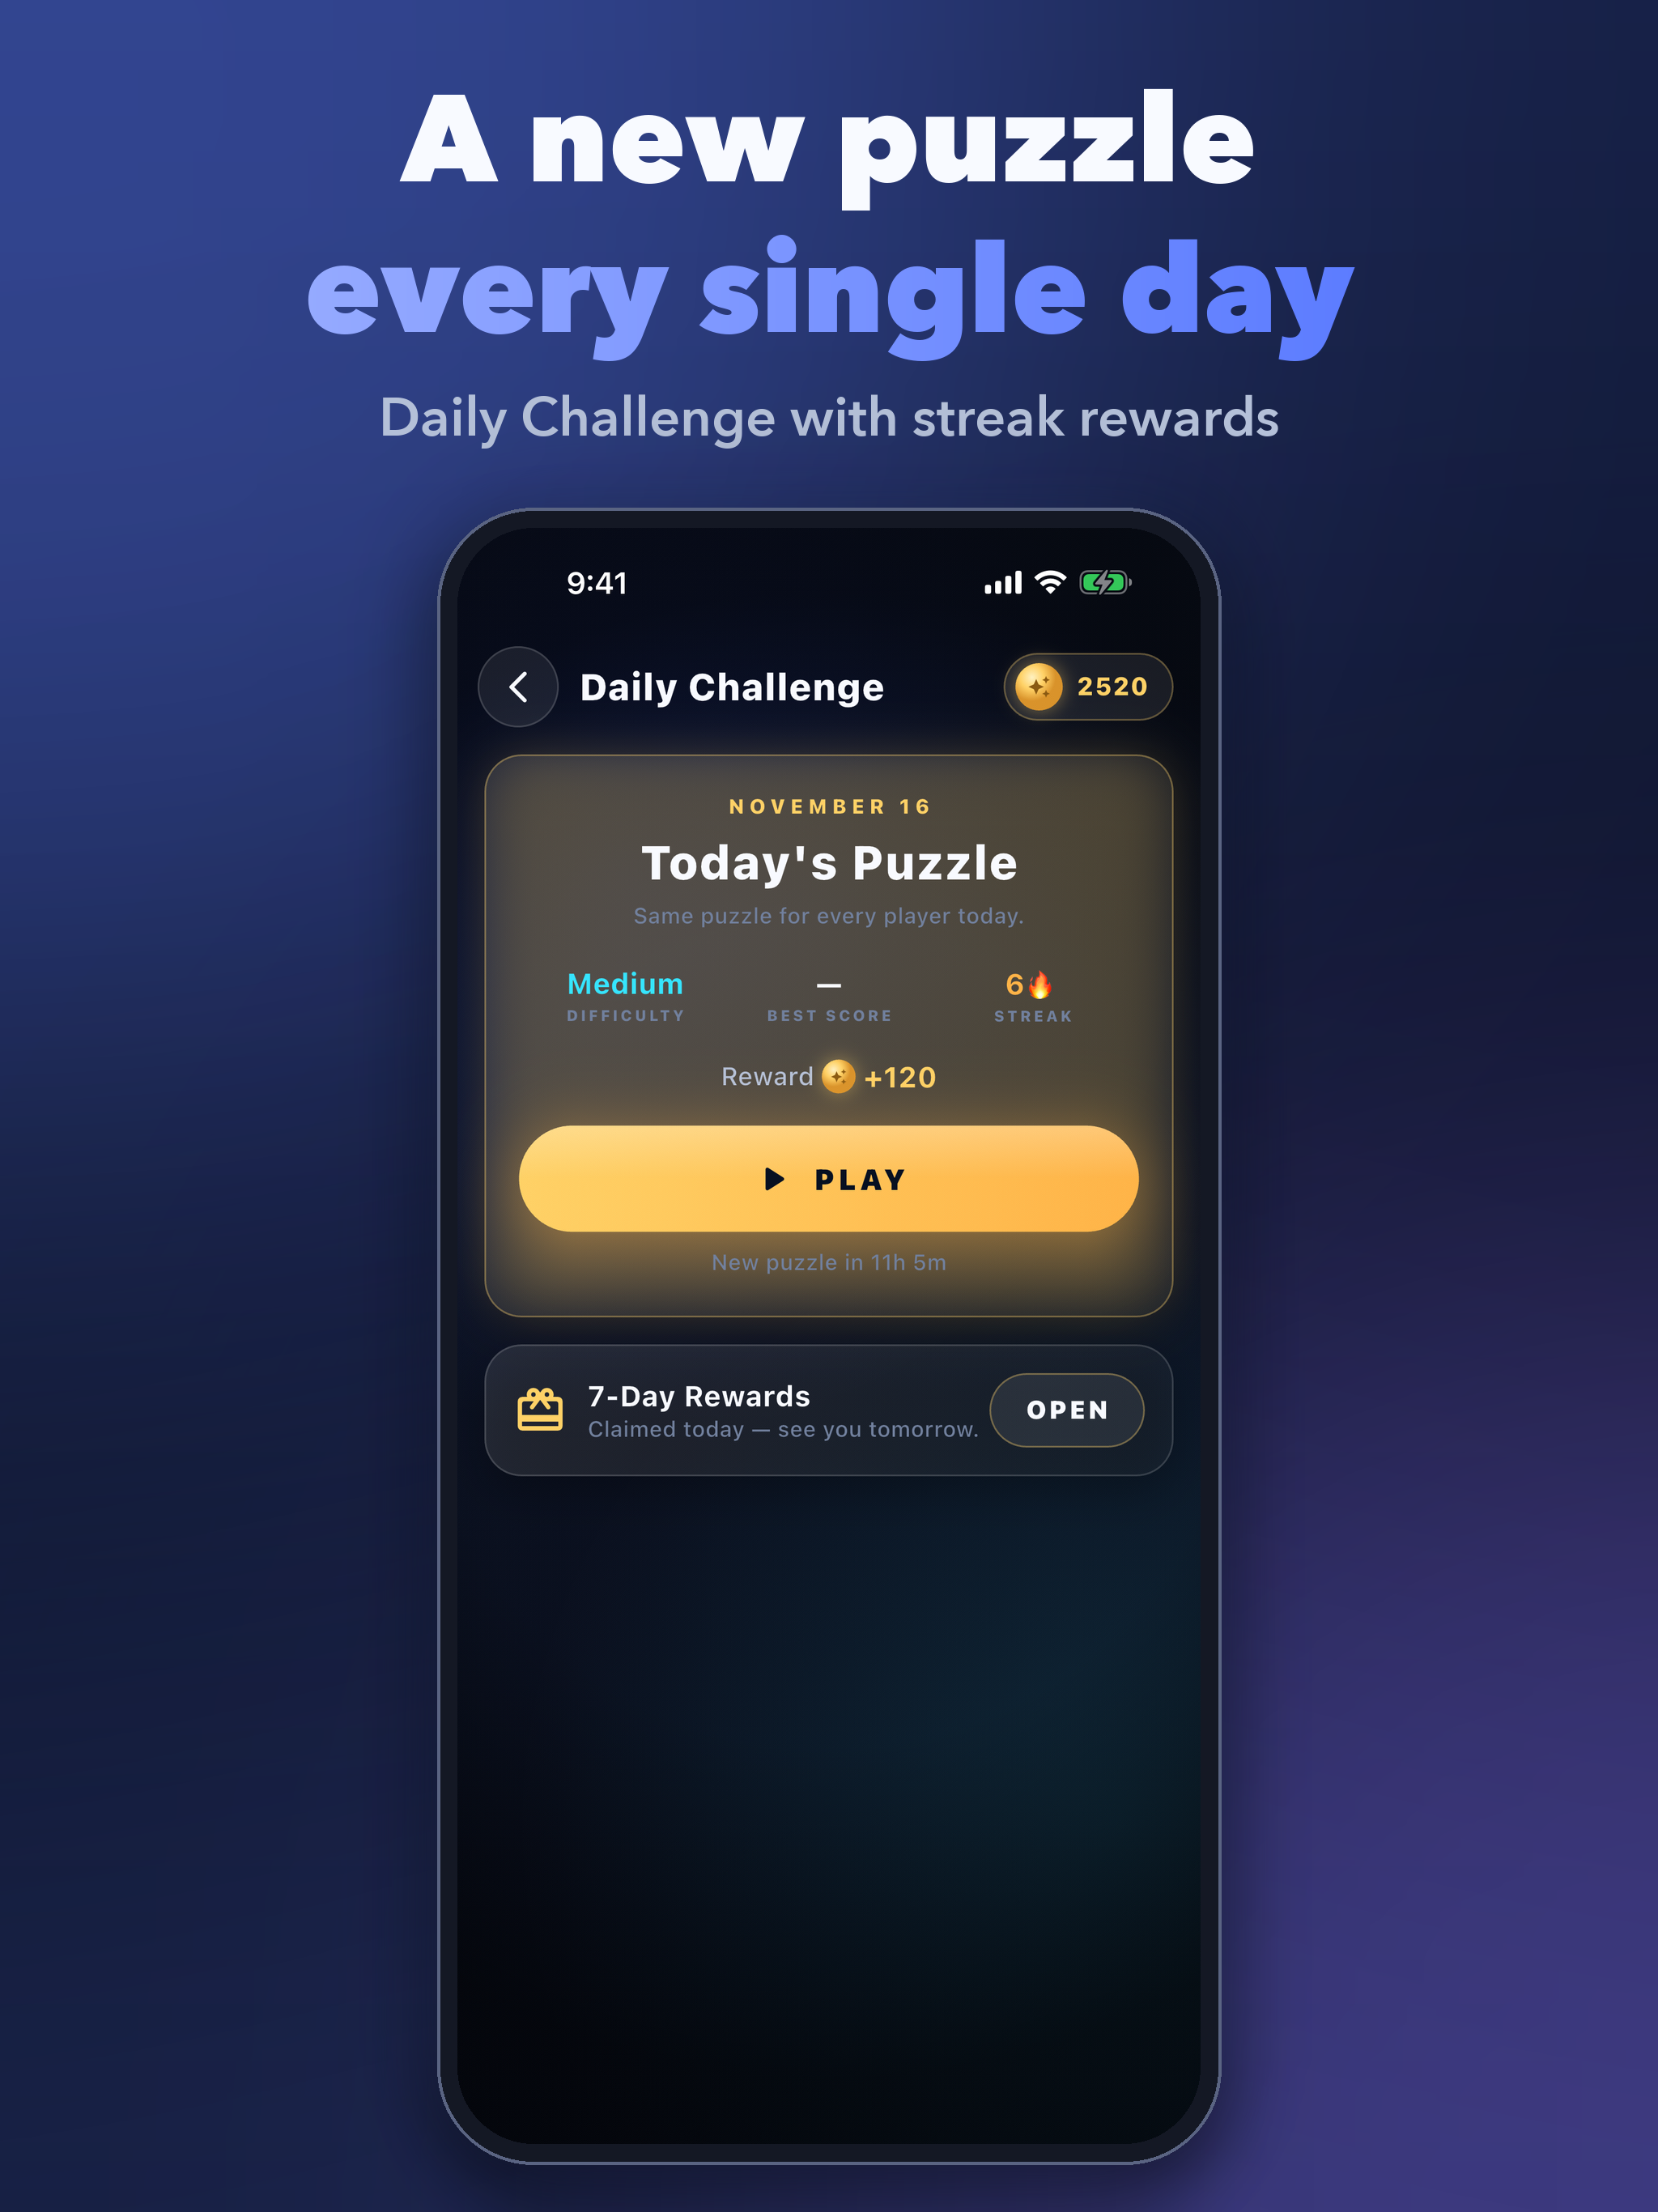 A new puzzle
every single day
Daily Challenge with streak rewards
9:41
Daily Challenge
2520
NOVEMBER 16
Today's Puzzle
Same puzzle for every player today.
Medium — 6🔥
DIFFICULTY BEST SCORE STREAK
Reward +120
PLAY
New puzzle in 11h 5m
7-Day Rewards
Claimed today — see you tomorrow.
OPEN